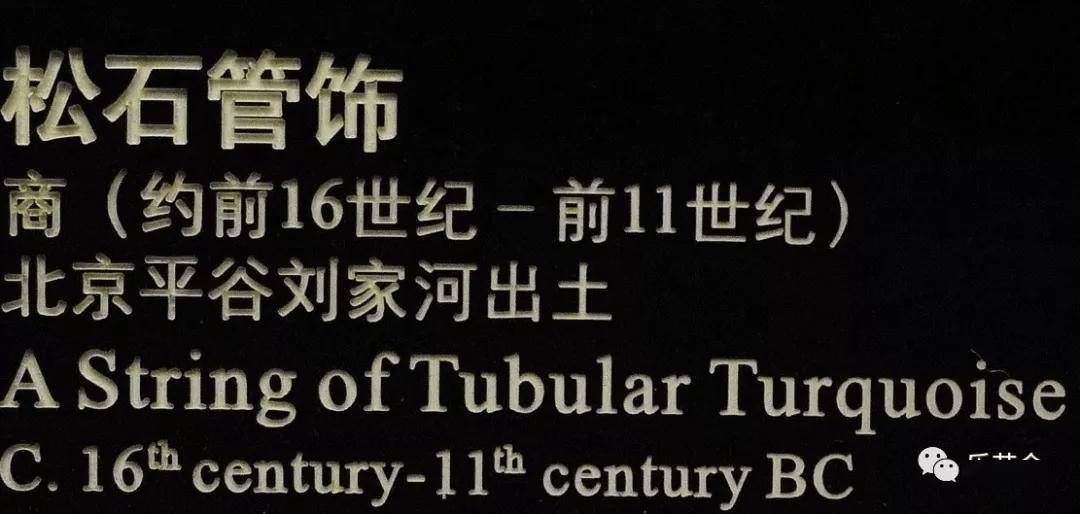 松石管饰
商（约前16世纪－前11世纪）
北京平谷刘家河出土
A String of Tubular Turquoise
C. 16th century-11th century BC